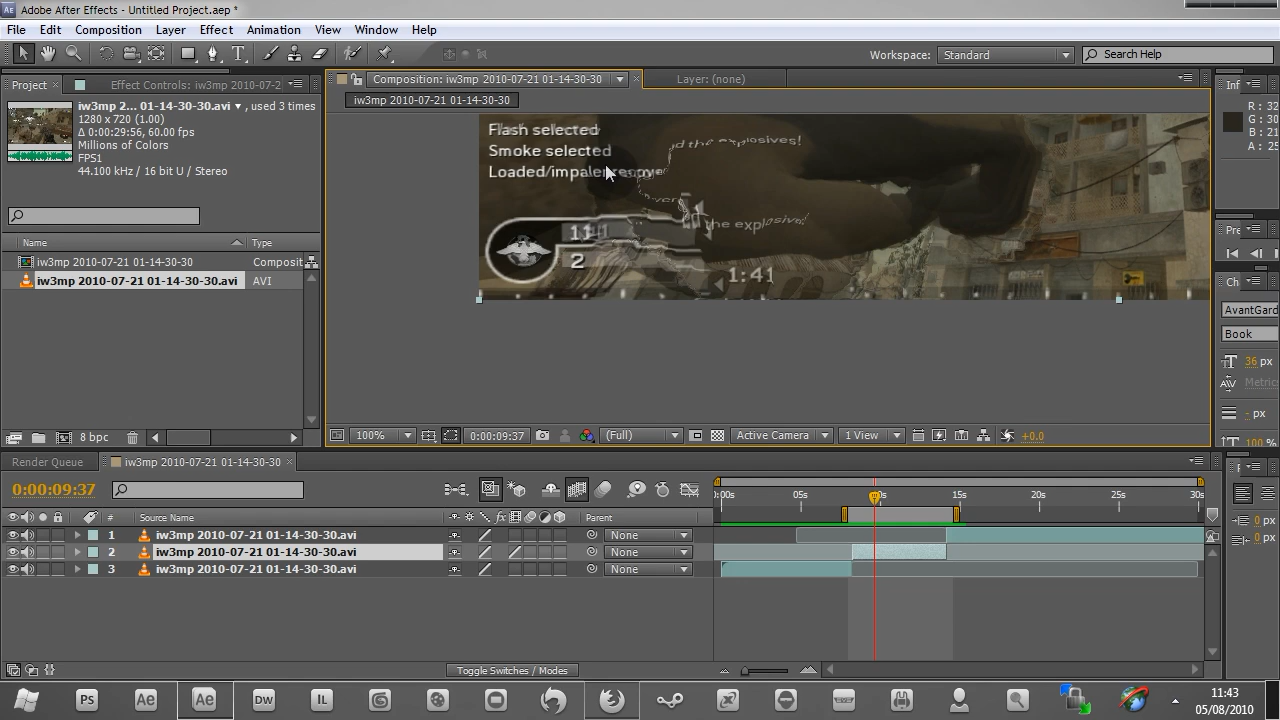 Adobe After Effects - Untitled Project.aep *
File Edit Composition Layer Effect Animation View Window Help
Workspace: Standard Search Help
Project Effect Controls: iw3mp 2010-07-2 Composition: iw3mp 2010-07-21 01-14-30-30 Layer: (none) Inf
iw3mp 2010-07-21 01-14-30-30
iw3mp 2... 01-14-30-30.avi ▾ , used 3 times
1280 x 720 (1.00)
Δ 0:00:29:56, 60.00 fps
Millions of Colors
FPS1
44.100 kHz / 16 bit U / Stereo
R : 32
G : 30
B : 21
A : 25
Flash selected
Smoke selected
Loaded/impale
the explosives!
the explosive!
11
2
1:41
Name Type
iw3mp 2010-07-21 01-14-30-30 Composit
iw3mp 2010-07-21 01-14-30-30.avi AVI
Pre
Ch
AvantGard
Book
36 px
Metric
- px
100 %
8 bpc
100% 0:00:09:37 (Full) Active Camera 1 View +0.0
Render Queue iw3mp 2010-07-21 01-14-30-30
0:00:09:37
0:00s 05s 0s 15s 20s 25s 30s
# Source Name Parent
1 iw3mp 2010-07-21 01-14-30-30.avi None
2 iw3mp 2010-07-21 01-14-30-30.avi None
3 iw3mp 2010-07-21 01-14-30-30.avi None
0 px
0 px
Toggle Switches / Modes
PS Ae Ae DW IL
11:43
05/08/2010